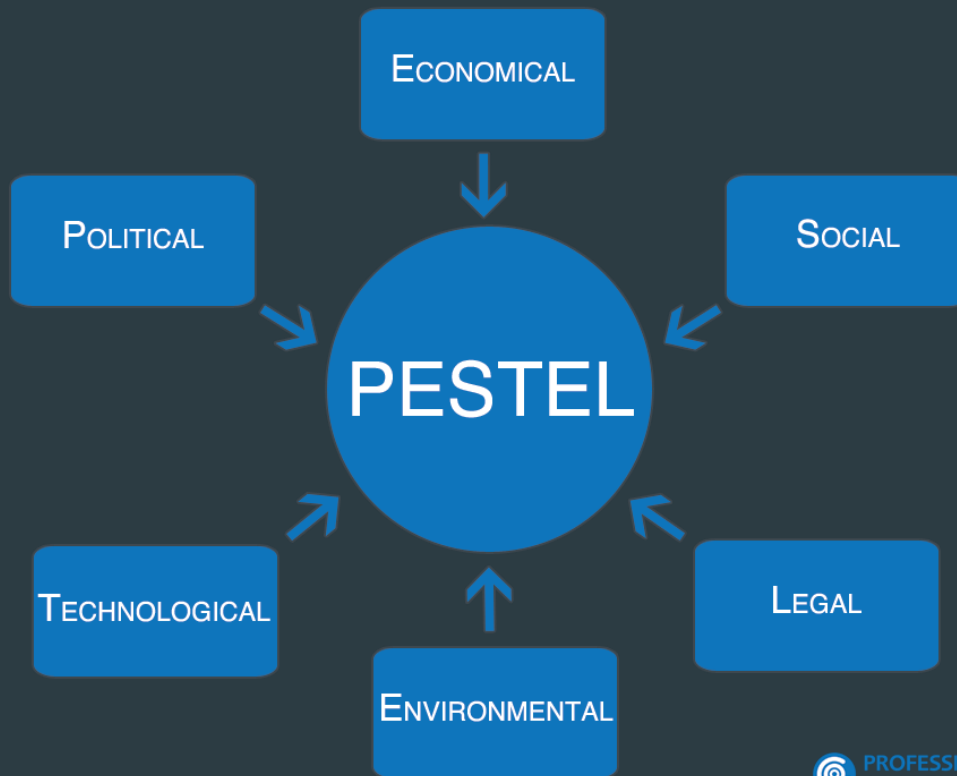 ECONOMICAL
POLITICAL
SOCIAL
PESTEL
TECHNOLOGICAL
LEGAL
ENVIRONMENTAL